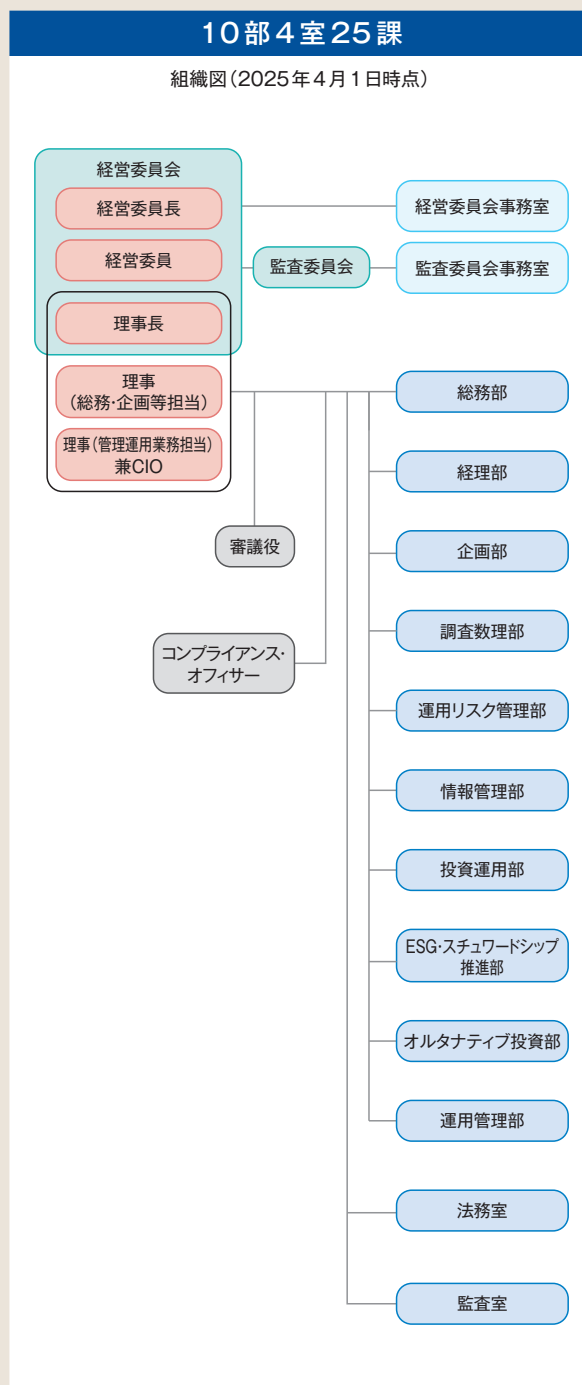 10部4室25課
組織図(2025年4月1日時点)
経営委員会
経営委員長
経営委員会事務室
経営委員
監査委員会
監査委員会事務室
理事長
理事
(総務・企画等担当)
総務部
理事(管理運用業務担当)
兼CIO
経理部
審議役
企画部
コンプライアンス・
オフィサー
調査数理部
運用リスク管理部
情報管理部
投資運用部
ESG・スチュワードシップ
推進部
オルタナティブ投資部
運用管理部
法務室
監査室